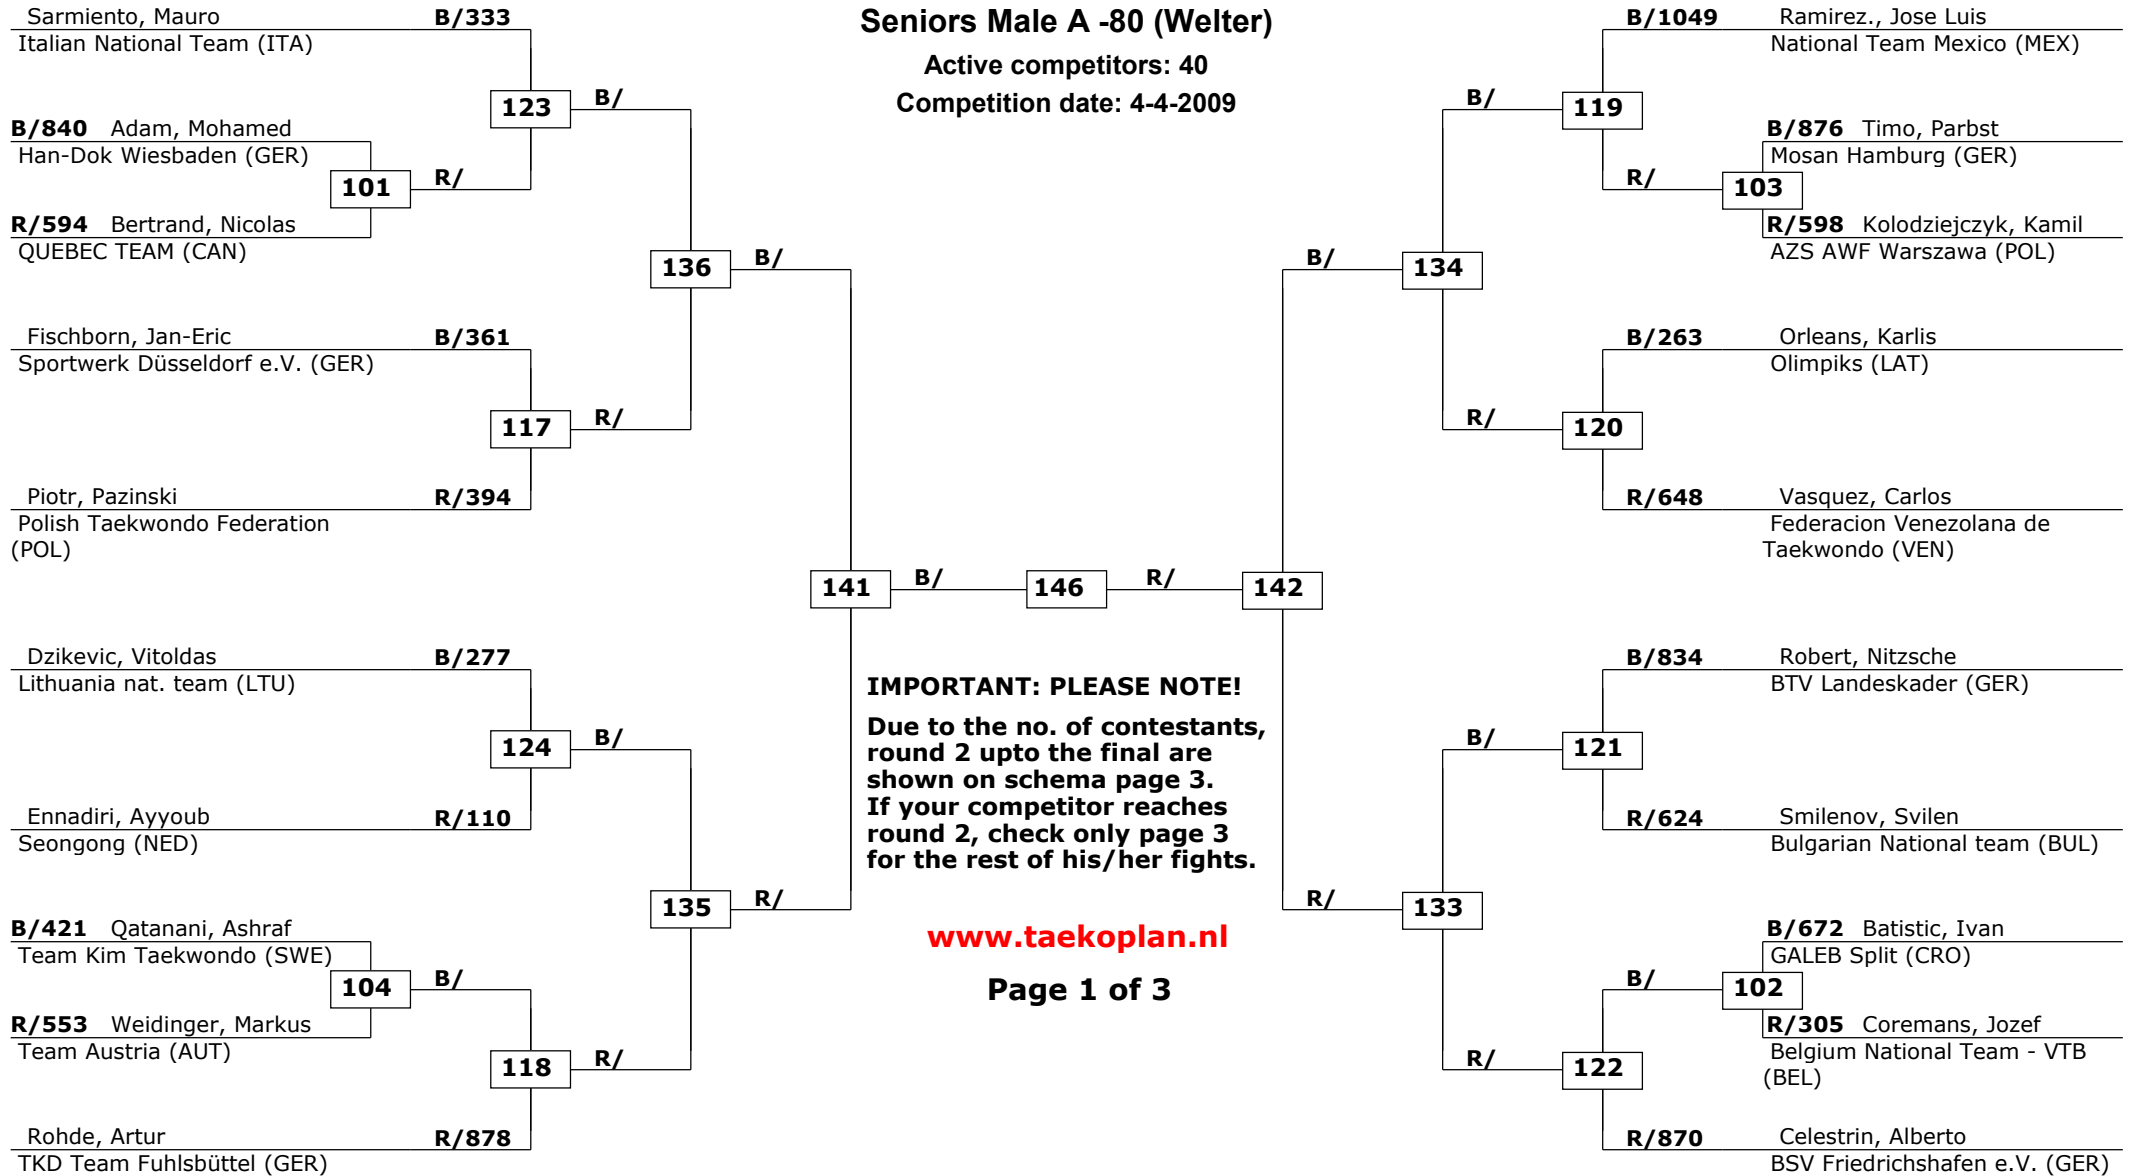 Seniors Male A -80 (Welter)
Active competitors: 40
Competition date: 4-4-2009
Sarmiento, Mauro B/333
Italian National Team (ITA)
123 B/
B/840 Adam, Mohamed
Han-Dok Wiesbaden (GER)
101 R/
R/594 Bertrand, Nicolas
QUEBEC TEAM (CAN)
136 B/
Fischborn, Jan-Eric B/361
Sportwerk Düsseldorf e.V. (GER)
117 R/
Piotr, Pazinski R/394
Polish Taekwondo Federation
(POL)
141 B/ 146 R/ 142
Dzikevic, Vitoldas B/277
Lithuania nat. team (LTU)
124 B/
Ennadiri, Ayyoub R/110
Seongong (NED)
135 R/
B/421 Qatanani, Ashraf
Team Kim Taekwondo (SWE)
104 B/
R/553 Weidinger, Markus
Team Austria (AUT)
118 R/
Rohde, Artur R/878
TKD Team Fuhlsbüttel (GER)
IMPORTANT: PLEASE NOTE!
Due to the no. of contestants,
round 2 upto the final are
shown on schema page 3.
If your competitor reaches
round 2, check only page 3
for the rest of his/her fights.
www.taekoplan.nl
Page 1 of 3
B/1049 Ramirez., Jose Luis
National Team Mexico (MEX)
B/ 119
B/876 Timo, Parbst
Mosan Hamburg (GER)
R/ 103
R/598 Kolodziejczyk, Kamil
AZS AWF Warszawa (POL)
B/ 134
B/263 Orleans, Karlis
Olimpiks (LAT)
R/ 120
R/648 Vasquez, Carlos
Federacion Venezolana de
Taekwondo (VEN)
B/834 Robert, Nitzsche
BTV Landeskader (GER)
B/ 121
R/624 Smilenov, Svilen
Bulgarian National team (BUL)
R/ 133
B/672 Batistic, Ivan
GALEB Split (CRO)
B/ 102
R/305 Coremans, Jozef
Belgium National Team - VTB
(BEL)
R/ 122
R/870 Celestrin, Alberto
BSV Friedrichshafen e.V. (GER)